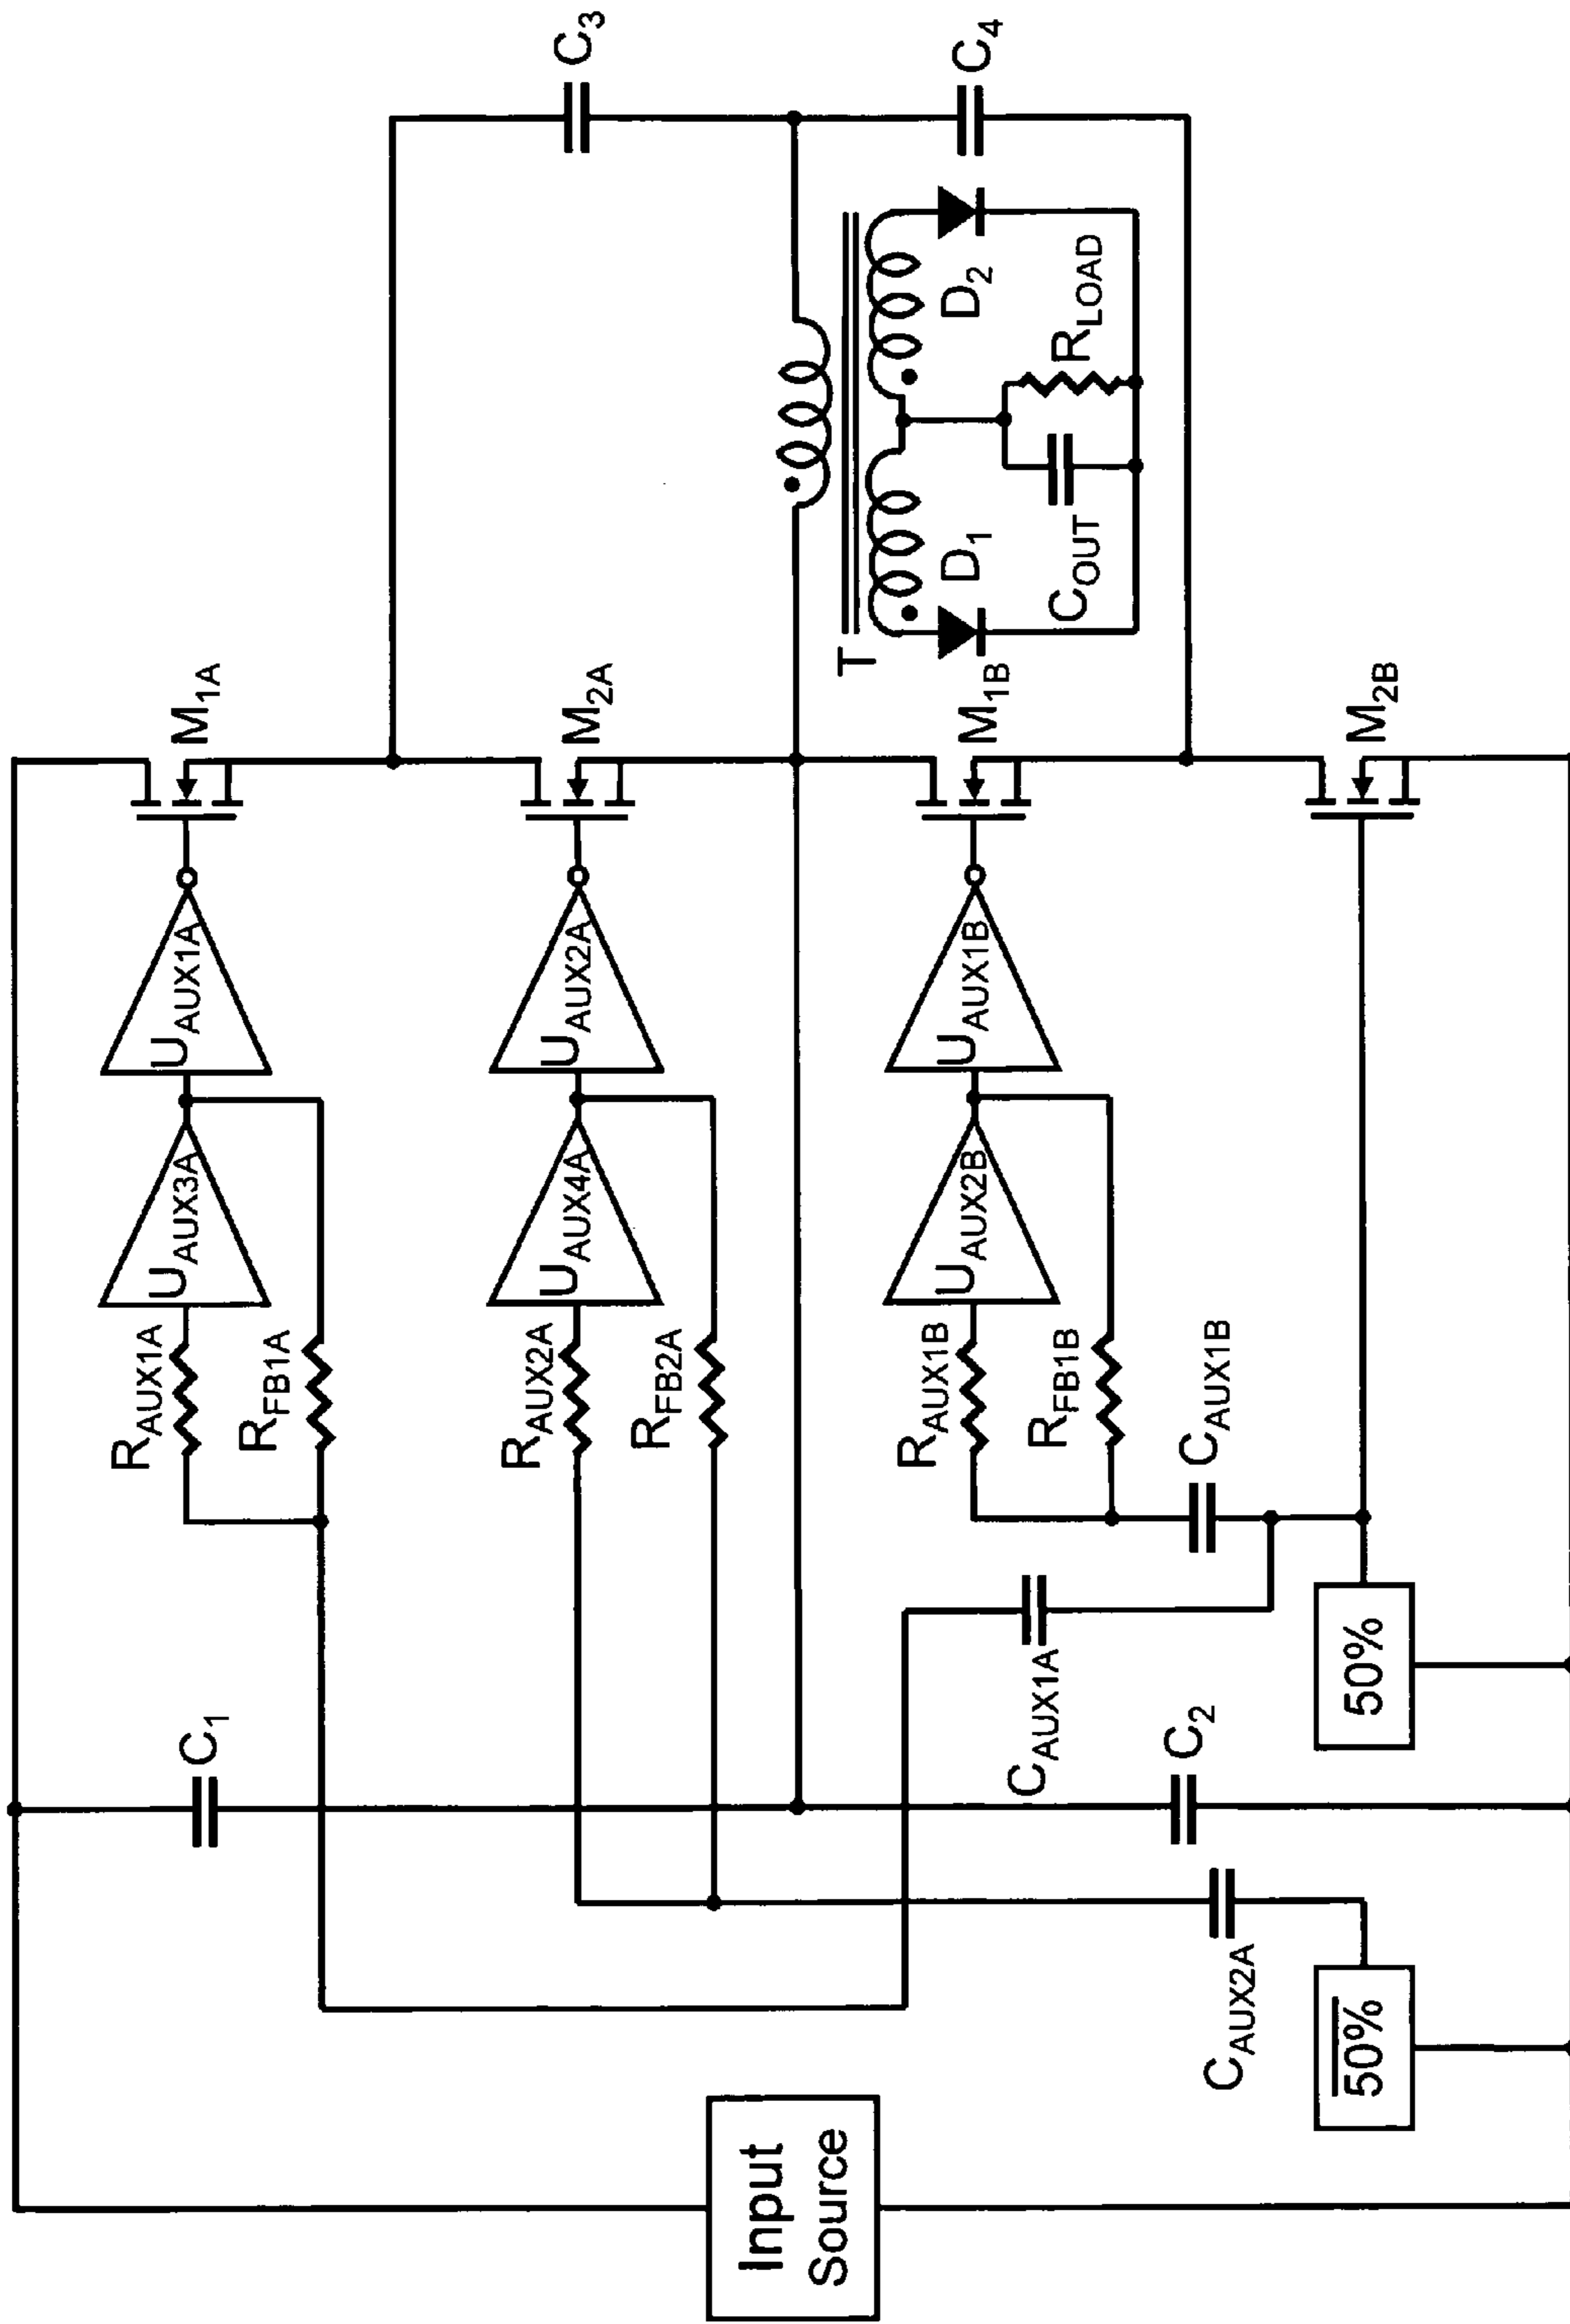 C3
C4
M1A
M2A
M1B
M2B
T
D1
D2
COUT
RLOAD
UAUX1A
UAUX2A
UAUX1B
UAUX3A
UAUX4A
UAUX2B
RAUX1A
RFB1A
RAUX2A
RFB2A
RAUX1B
RFB1B
CAUX1B
CAUX1A
C1
C2
CAUX2A
50%
50%
Input
Source